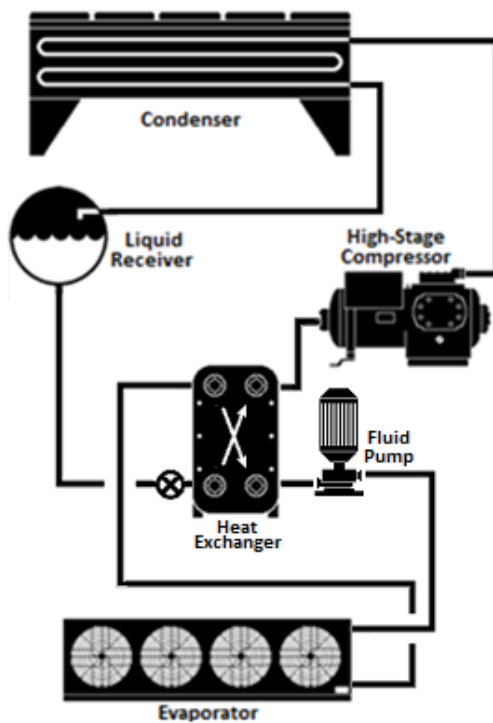 Condenser
Liquid
Receiver
High-Stage
Compressor
Fluid
Pump
Heat
Exchanger
Evaporator